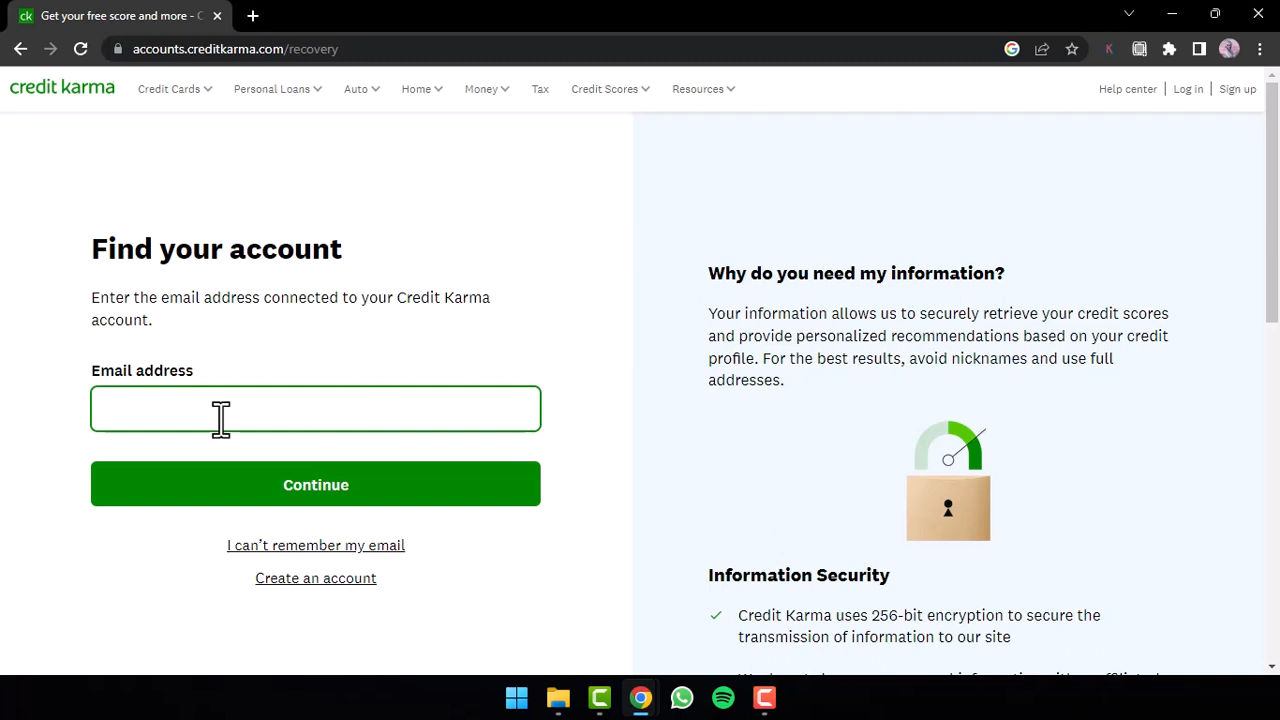 ck Get your free score and more - C
accounts.creditkarma.com/recovery
credit karma
Credit Cards
Personal Loans
Auto
Home
Money
Tax
Credit Scores
Resources
Help center
Log in
Sign up
Find your account
Enter the email address connected to your Credit Karma
account.
Email address
Continue
I can't remember my email
Create an account
Why do you need my information?
Your information allows us to securely retrieve your credit scores
and provide personalized recommendations based on your credit
profile. For the best results, avoid nicknames and use full
addresses.
Information Security
Credit Karma uses 256-bit encryption to secure the
transmission of information to our site